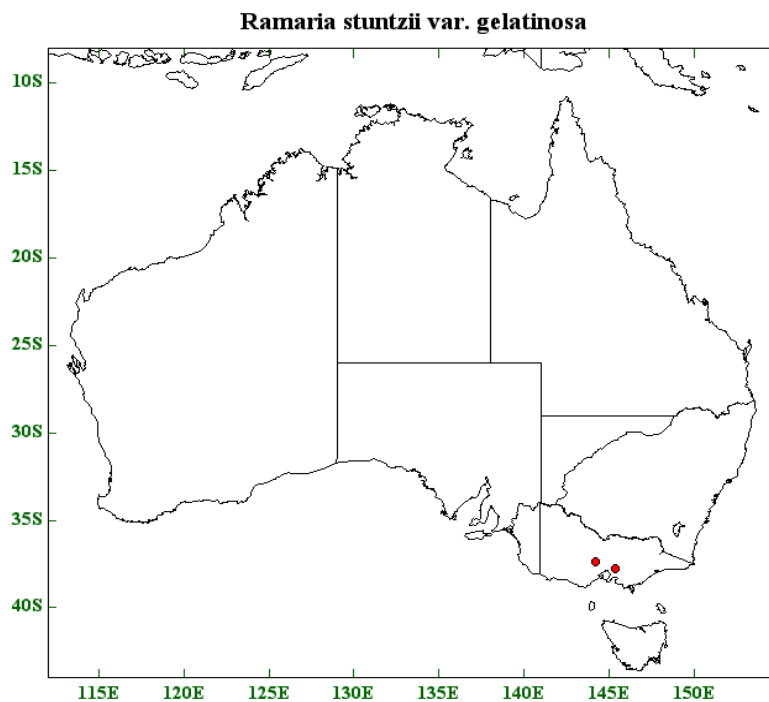 Ramaria stuntzii var. gelatinosa
10S
15S
20S
25S
30S
35S
40S
115E 120E 125E 130E 135E 140E 145E 150E